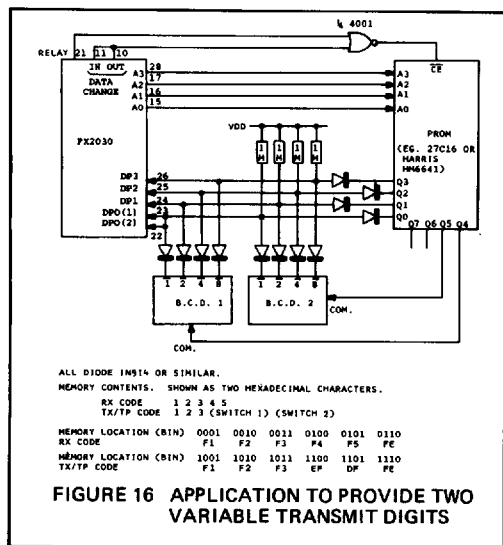 ¼ 4001
RELAY 21 11 10
IN OUT
DATA
CHANGE
28 A3
A2 17
A1 16
A0 15
FX2030
CE
A3
A2
A1
A0
PROM
(EG. 27C16 OR
HARRIS
HM6641)
VDD
1M 1M 1M 1M
DP3 26
DP2 25
DP1 24
DP0(1) 23
DP0(2) 22
Q3
Q2
Q1
Q0
Q7 Q6 Q5 Q4
1 2 4 8
B.C.D. 1
COM.
1 2 4 8
B.C.D. 2
COM.
ALL DIODE IN914 OR SIMILAR.
MEMORY CONTENTS. SHOWN AS TWO HEXADECIMAL CHARACTERS.
RX CODE 1 2 3 4 5
TX/TP CODE 1 2 3 (SWITCH 1) (SWITCH 2)
MEMORY LOCATION (BIN) 0001 0010 0011 0100 0101 0110
RX CODE F1 F2 F3 F4 F5 FE
MEMORY LOCATION (BIN) 1001 1010 1011 1100 1101 1110
TX/TP CODE F1 F2 F3 EF DF FE
FIGURE 16 APPLICATION TO PROVIDE TWO
VARIABLE TRANSMIT DIGITS